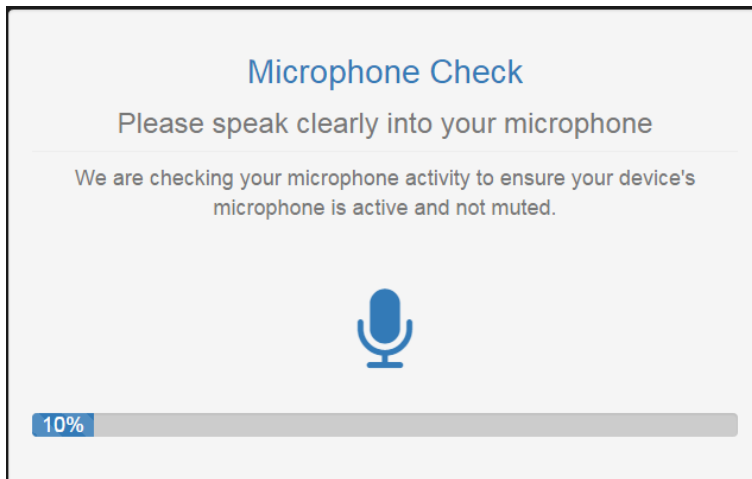 Microphone Check
Please speak clearly into your microphone
We are checking your microphone activity to ensure your device's
microphone is active and not muted.
10%